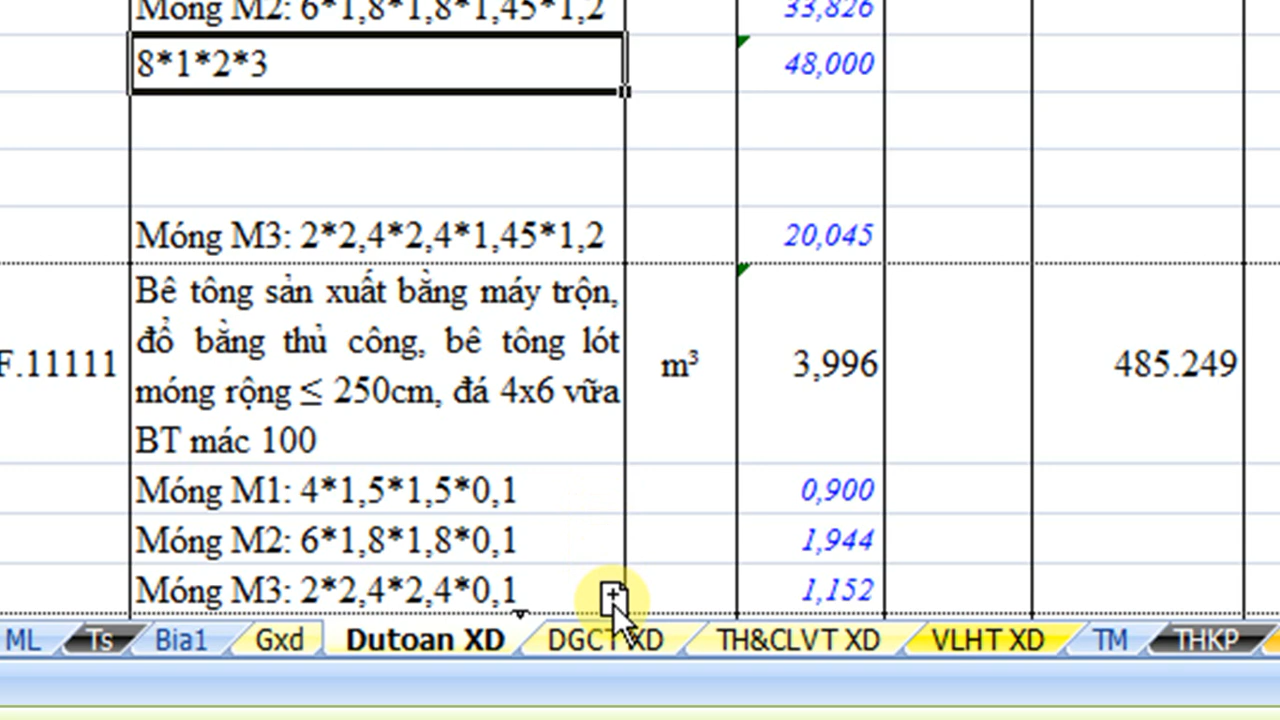 Móng M2: 6*1,8*1,8*1,45*1,2 33,826
8*1*2*3 48,000
Móng M3: 2*2,4*2,4*1,45*1,2 20,045
Bê tông sản xuất bằng máy trộn,
đổ bằng thủ công, bê tông lót
F.11111 móng rộng ≤ 250cm, đá 4x6 vữa m³ 3,996 485.249
BT mác 100
Móng M1: 4*1,5*1,5*0,1 0,900
Móng M2: 6*1,8*1,8*0,1 1,944
Móng M3: 2*2,4*2,4*0,1 1,152
ML Ts Bia1 Gxd Dutoan XD DGCT XD TH&CLVT XD VLHT XD TM THKP